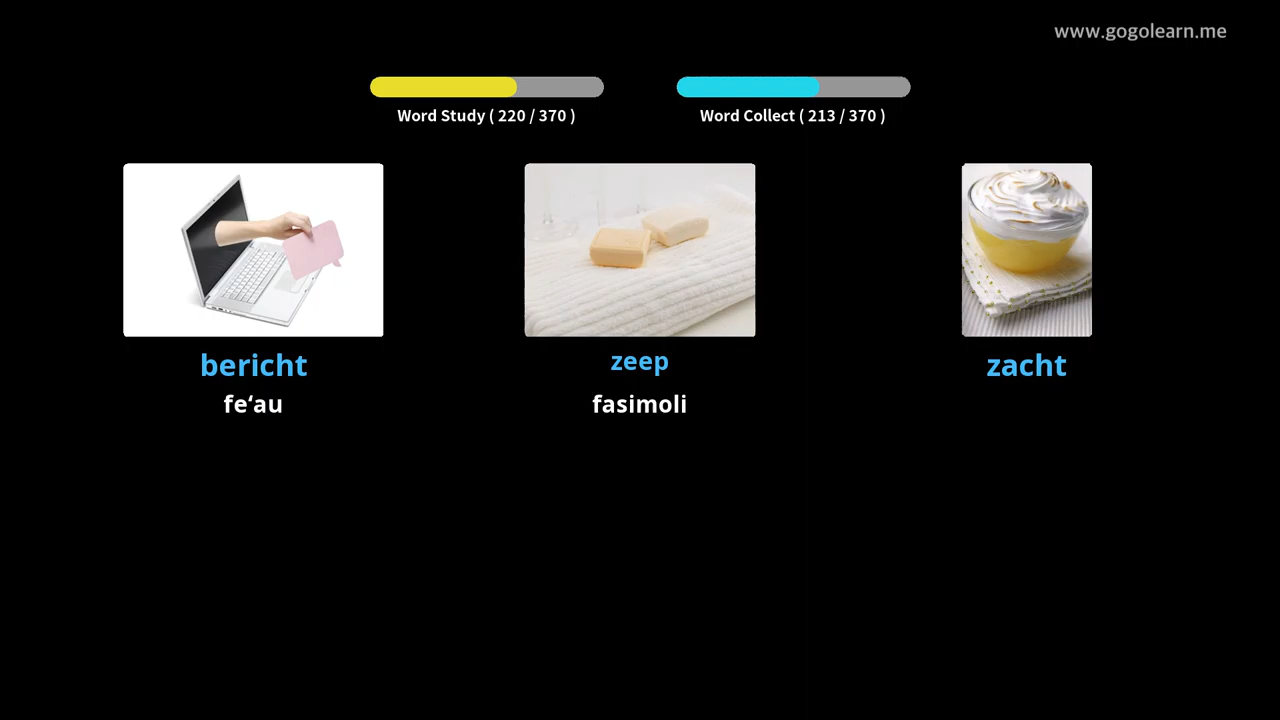 www.gogolearn.me
Word Study ( 220 / 370 )
Word Collect ( 213 / 370 )
bericht
fe‘au
zeep
fasimoli
zacht